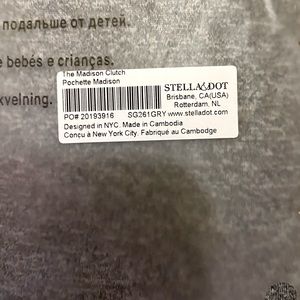 подальше от детей.
e bebés e crianças.
kvelning.
The Madison Clutch
Pochette Madison
STELLA&DOT
Brisbane, CA(USA)
Rotterdam, NL
PO# 20193916 SG261GRY www.stelladot.com
Designed in NYC. Made in Cambodia
Conçu à New York City. Fabriqué au Cambodge